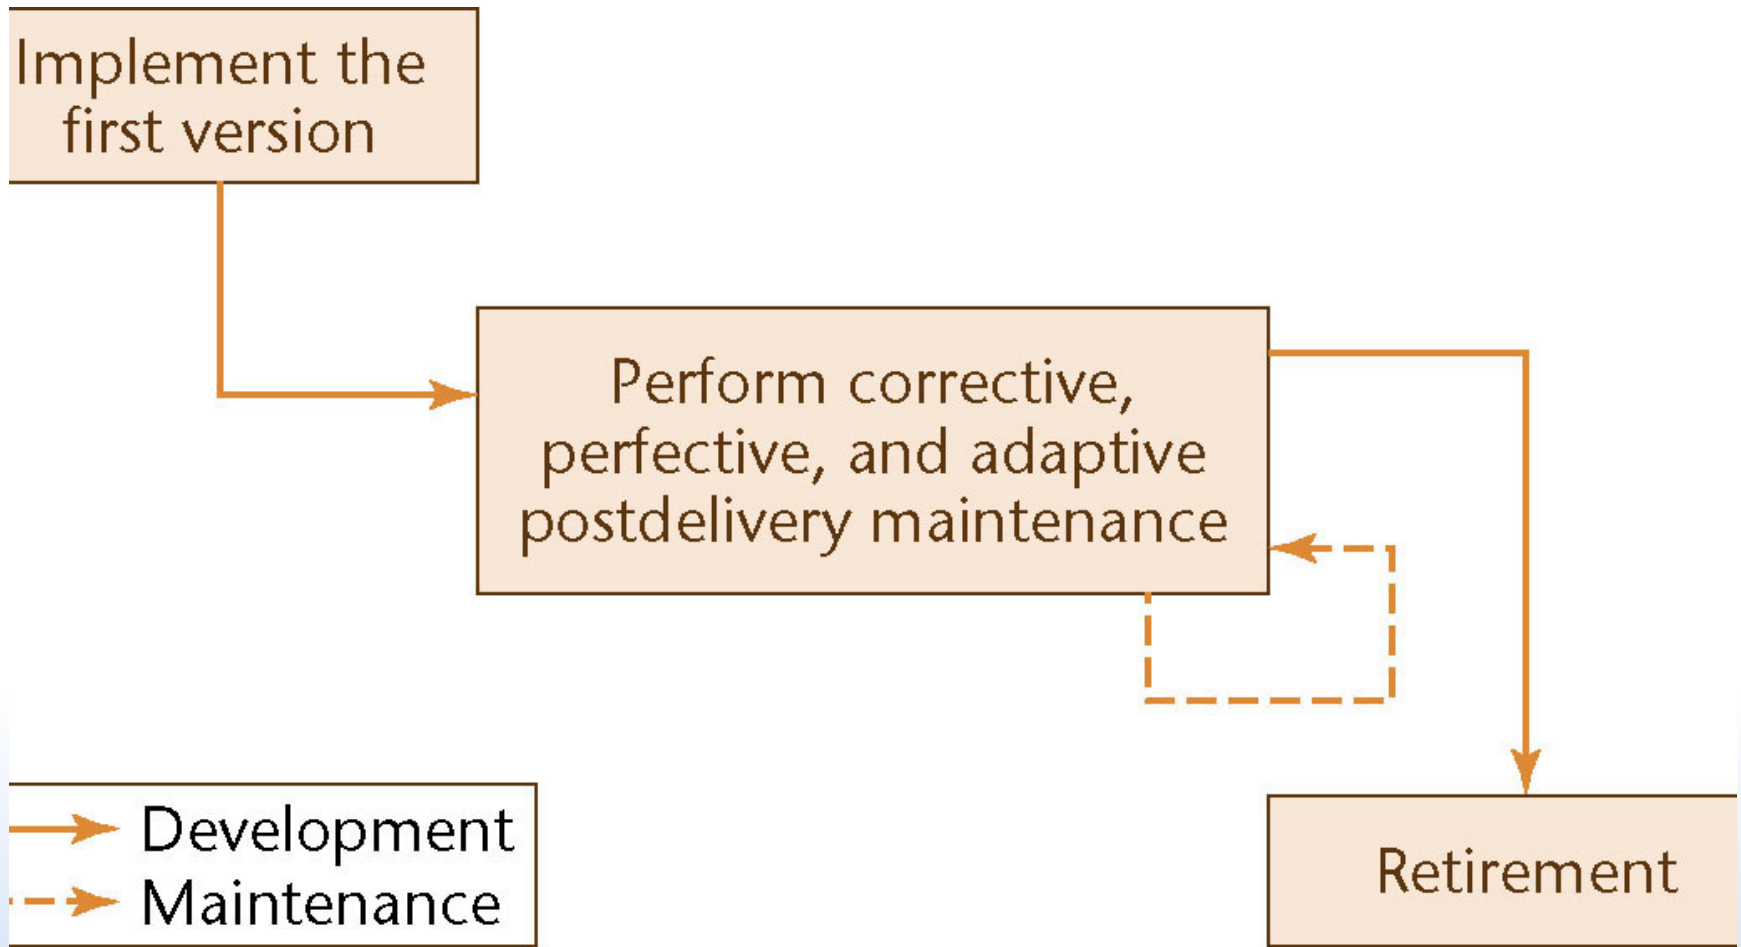 Implement the
first version
Perform corrective,
perfective, and adaptive
postdelivery maintenance
Development
Maintenance
Retirement